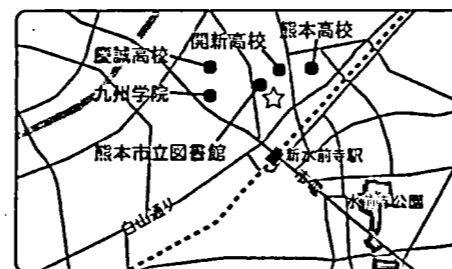 熊本高校
開新高校
慶誠高校
九州学院
熊本市立図書館
新水前寺駅
水前寺公園
白山通り